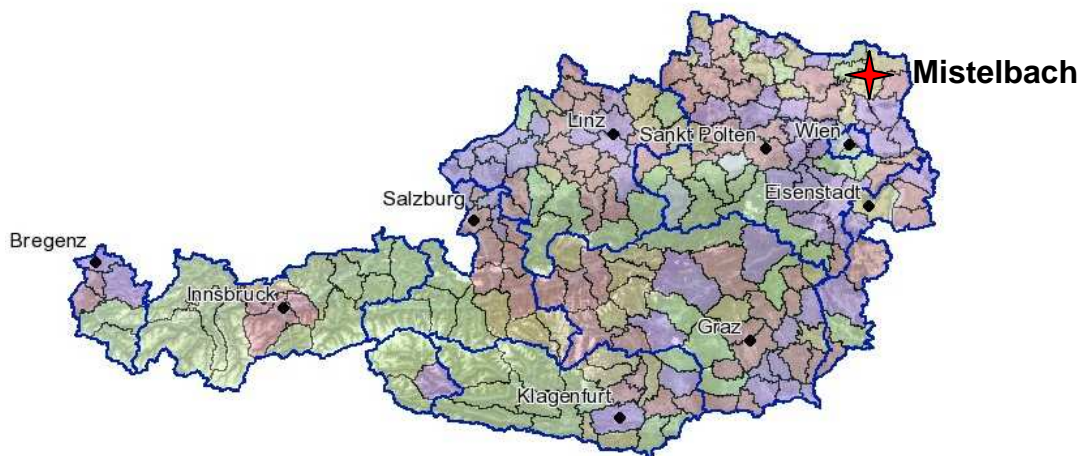 Mistelbach
Linz
Sankt Pölten
Wien
Eisenstadt
Salzburg
Bregenz
Innsbruck
Graz
Klagenfurt